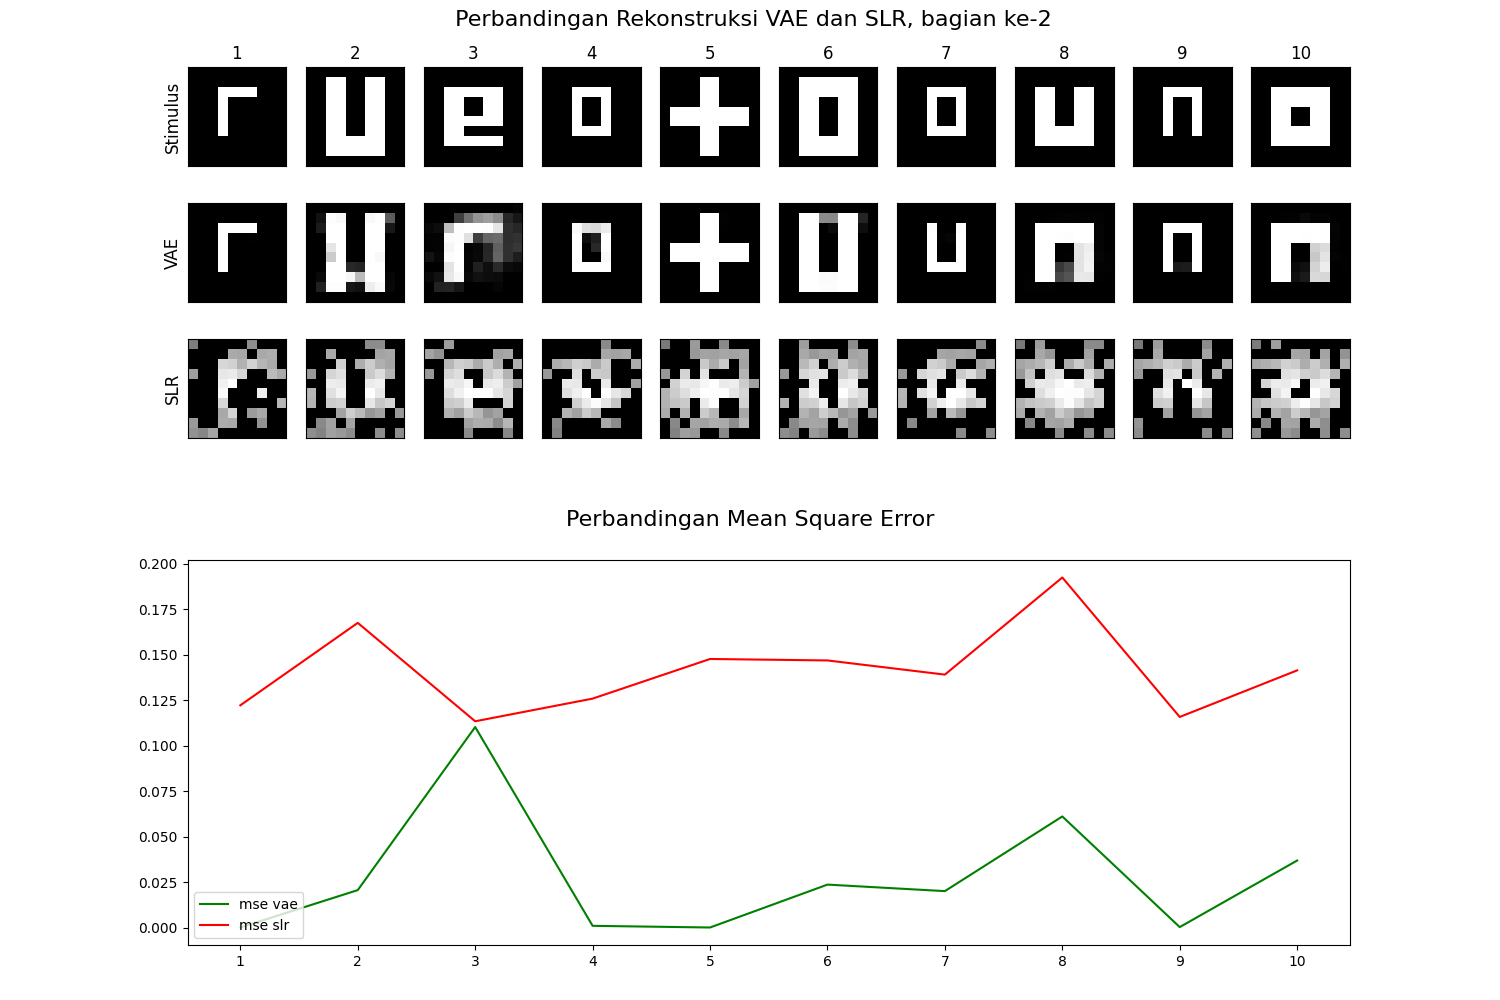 Perbandingan Rekonstruksi VAE dan SLR, bagian ke-2
1 2 3 4 5 6 7 8 9 10
Stimulus
VAE
SLR
Perbandingan Mean Square Error
0.200
0.175
0.150
0.125
0.100
0.075
0.050
0.025
0.000
mse vae
mse slr
1 2 3 4 5 6 7 8 9 10